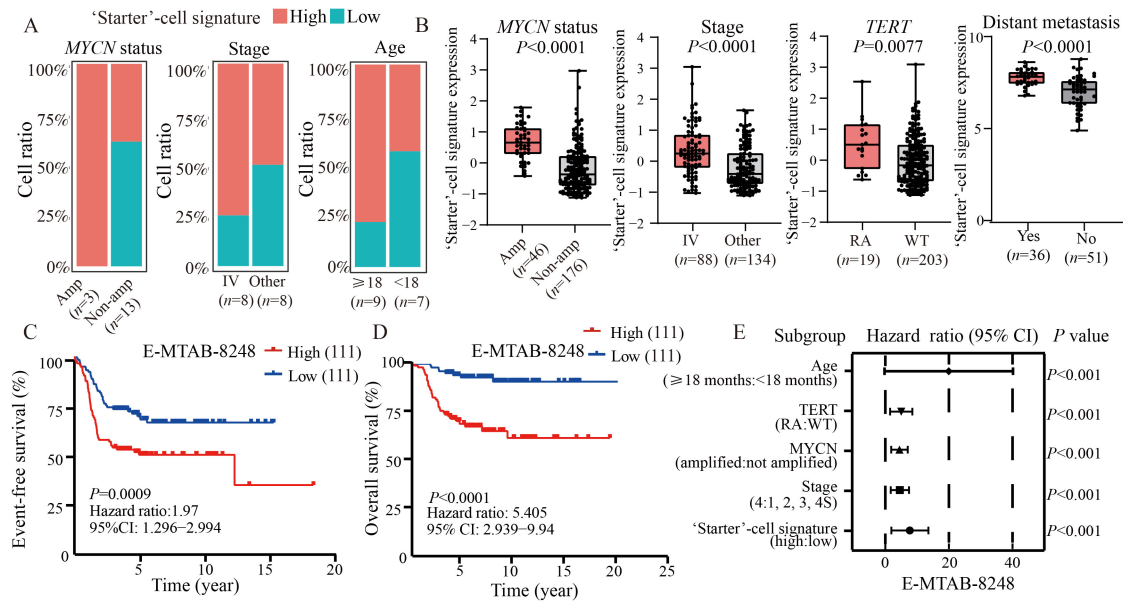 A
'Starter'-cell signature High Low
MYCN status
Stage
Age
Cell ratio
100%
75%
50%
25%
0%
Amp
(n=3)
Non-amp
(n=13)
Cell ratio
100%
75%
50%
25%
0%
IV Other
(n=8) (n=8)
Cell ratio
100%
75%
50%
25%
0%
⩾18 <18
(n=9) (n=7)
B
MYCN status
P<0.0001
'Starter'-cell signature expression
4
3
2
1
0
−1
−2
Amp
(n=46)
Non-amp
(n=176)
Stage
P<0.0001
'Starter'-cell signature expression
4
3
2
1
0
−1
−2
IV Other
(n=88) (n=134)
TERT
P=0.0077
'Starter'-cell signature expression
4
3
2
1
0
−1
−2
RA WT
(n=19) (n=203)
Distant metastasis
P<0.0001
'Starter'-cell signature expression
10
5
0
Yes No
(n=36) (n=51)
C
E-MTAB-8248
High (111)
Low (111)
Event-free survival (%)
100
75
50
25
0
P=0.0009
Hazard ratio:1.97
95%CI: 1.296−2.994
5 10 15 20
Time (year)
D
E-MTAB-8248
High (111)
Low (111)
Overall survival (%)
100
75
50
25
0
P<0.0001
Hazard ratio: 5.405
95% CI: 2.939−9.94
5 10 15 20 25
Time (year)
E
Subgroup Hazard ratio (95% CI) P value
Age
(⩾18 months:<18 months)
P<0.001
TERT
(RA:WT)
P<0.001
MYCN
(amplified:not amplified)
P<0.001
Stage
(4:1, 2, 3, 4S)
P<0.001
'Starter'-cell signature
(high:low)
P<0.001
0 20 40
E-MTAB-8248